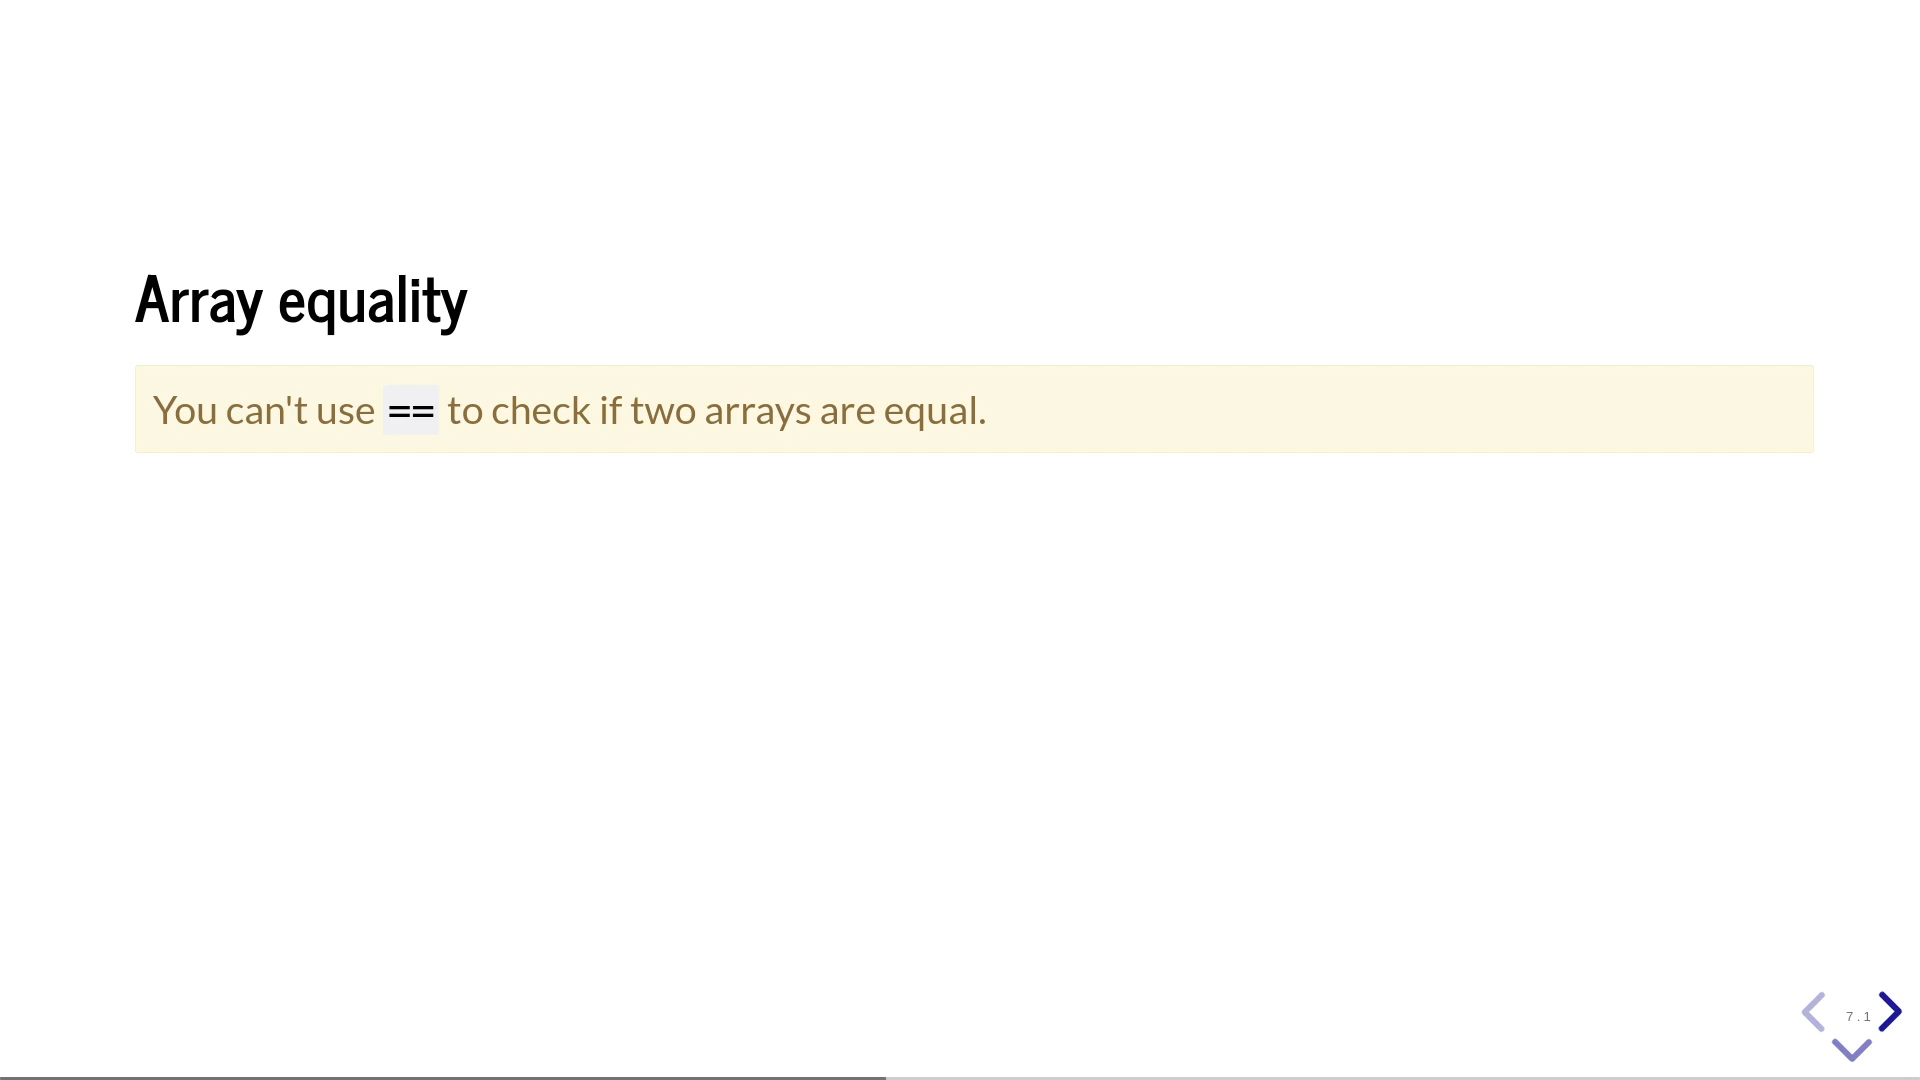 Array equality
You can't use == to check if two arrays are equal.
7 . 1